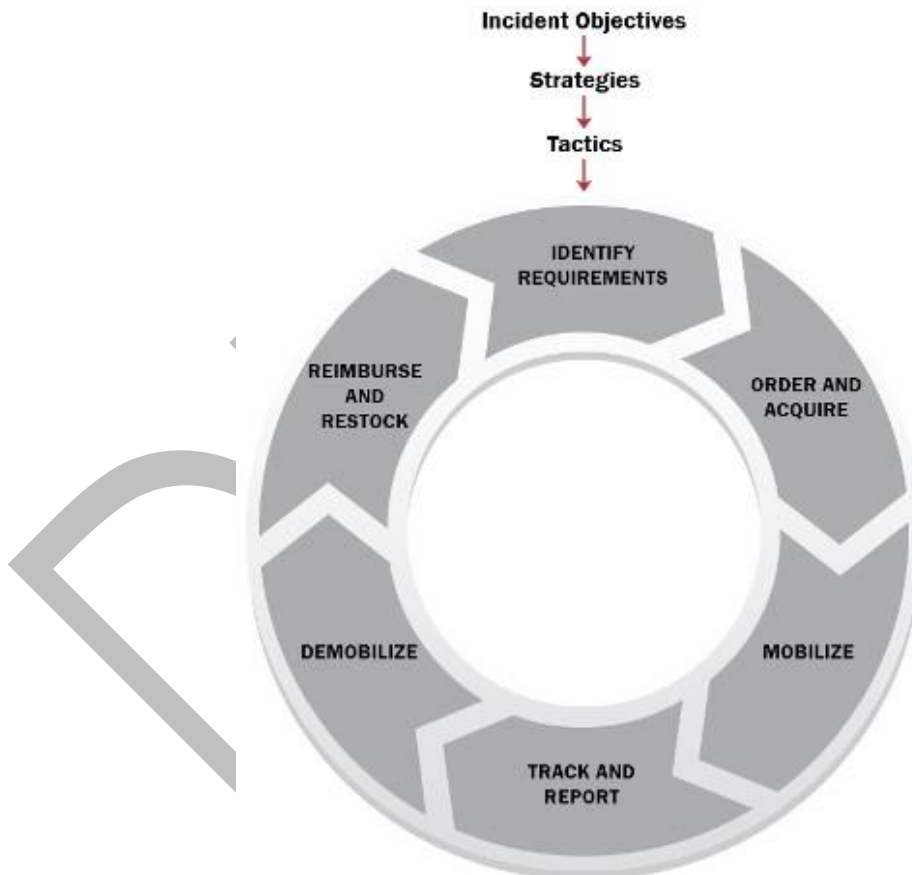 Incident Objectives
Strategies
Tactics
IDENTIFY
REQUIREMENTS
ORDER AND
ACQUIRE
MOBILIZE
TRACK AND
REPORT
DEMOBILIZE
REIMBURSE
AND
RESTOCK